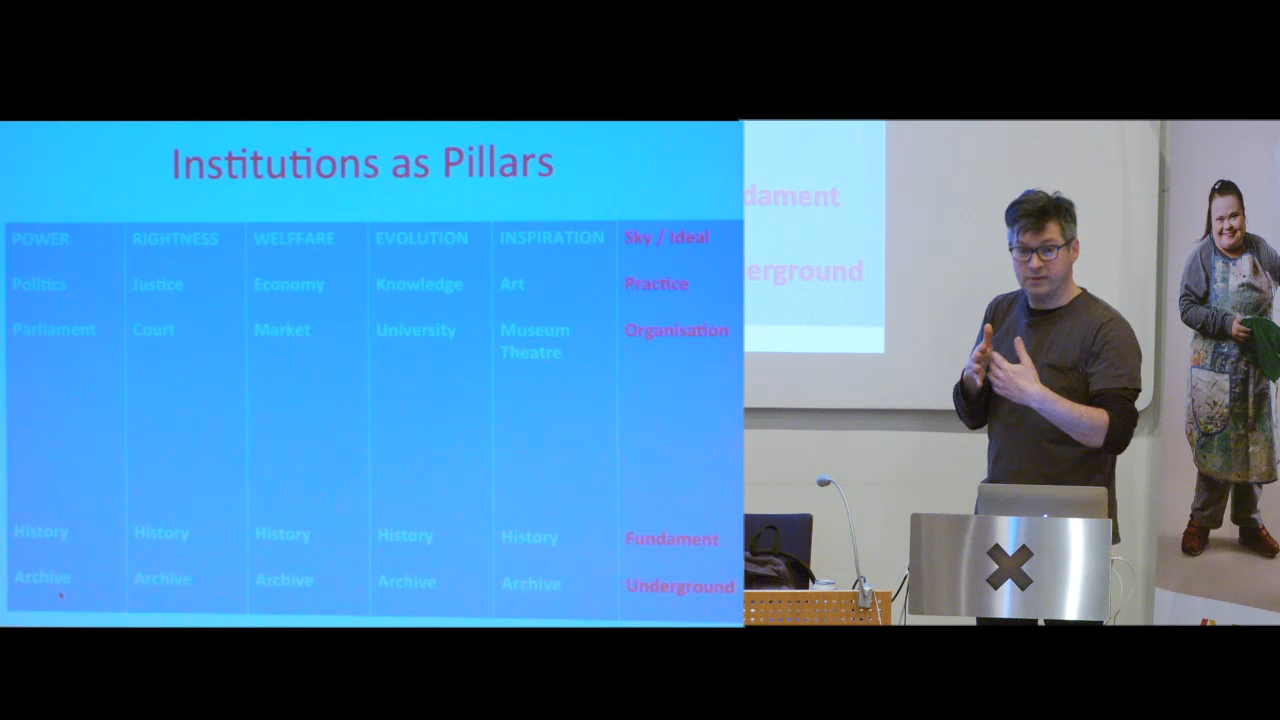 Institutions as Pillars
POWER RIGHTNESS WELFFARE EVOLUTION INSPIRATION Sky / Ideal
Politics Justice Economy Knowledge Art Practice
Parliament Court Market University Museum Organisation
Theatre
History History History History History Fundament
Archive Archive Archive Archive Archive Underground
dament
erground